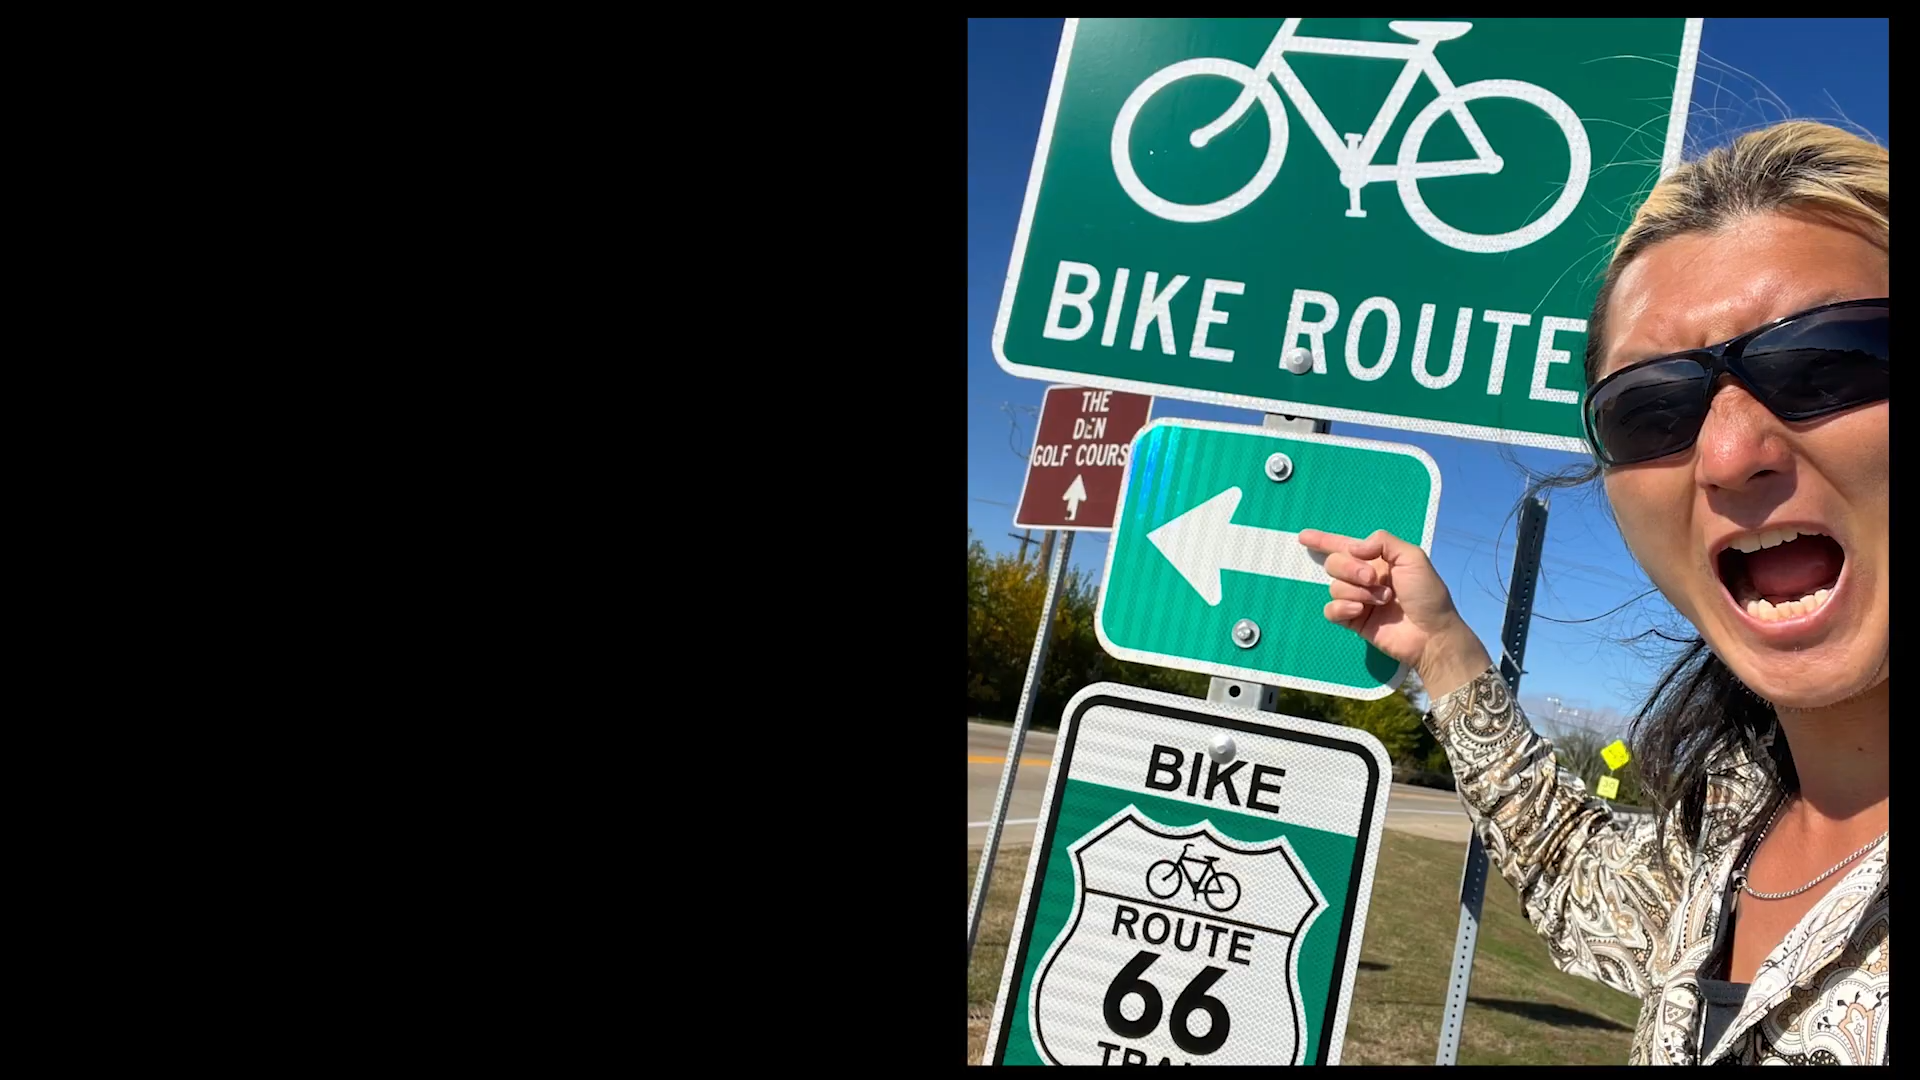 BIKE ROUTE
THE
DEN
GOLF COURS
BIKE
ROUTE
66